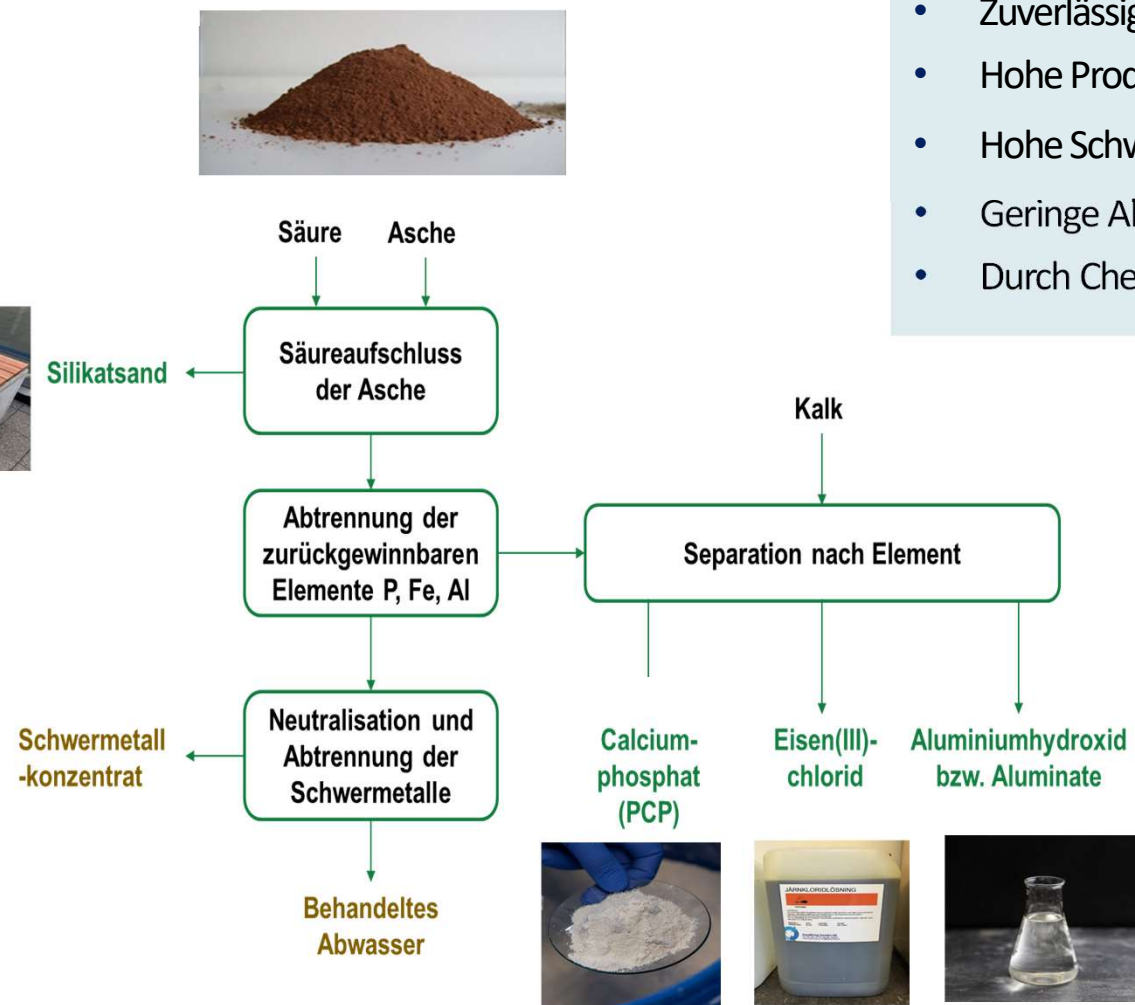 • Zuverlässig
• Hohe Prod
• Hohe Schw
• Geringe Al
• Durch Che
Säure Asche
Säureaufschluss
der Asche
Silikatsand
Kalk
Abtrennung der
zurückgewinnbaren
Elemente P, Fe, Al
Separation nach Element
Neutralisation und
Abtrennung der
Schwermetalle
Schwermetall
-konzentrat
Calcium-
phosphat
(PCP)
Eisen(III)-
chlorid
Aluminiumhydroxid
bzw. Aluminate
Behandeltes
Abwasser
JÄRNKLORIDLÖSNING